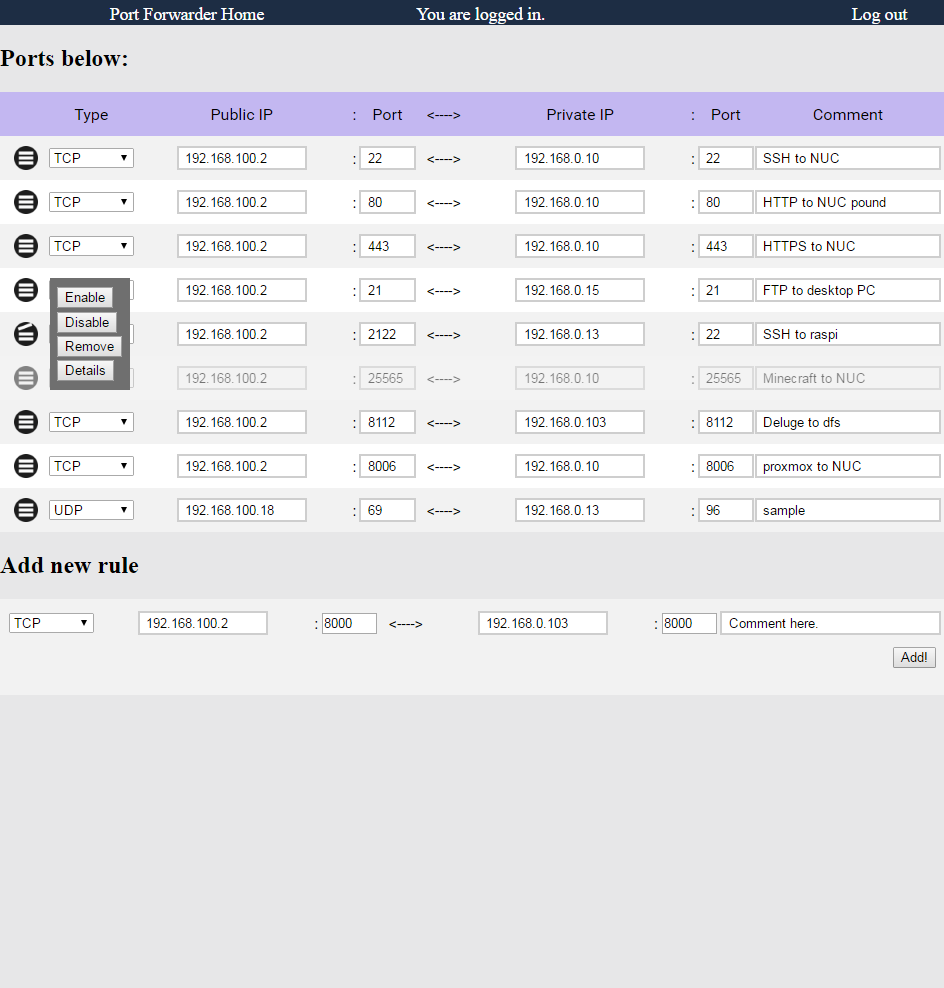 Port Forwarder Home You are logged in. Log out
Ports below:
Type Public IP : Port <----> Private IP : Port Comment
TCP 192.168.100.2 : 22 <----> 192.168.0.10 : 22 SSH to NUC
TCP 192.168.100.2 : 80 <----> 192.168.0.10 : 80 HTTP to NUC pound
TCP 192.168.100.2 : 443 <----> 192.168.0.10 : 443 HTTPS to NUC
192.168.100.2 : 21 <----> 192.168.0.15 : 21 FTP to desktop PC
Enable
Disable
Remove
Details
192.168.100.2 : 2122 <----> 192.168.0.13 : 22 SSH to raspi
192.168.100.2 : 25565 <----> 192.168.0.10 : 25565 Minecraft to NUC
TCP 192.168.100.2 : 8112 <----> 192.168.0.103 : 8112 Deluge to dfs
TCP 192.168.100.2 : 8006 <----> 192.168.0.10 : 8006 proxmox to NUC
UDP 192.168.100.18 : 69 <----> 192.168.0.13 : 96 sample
Add new rule
TCP 192.168.100.2 : 8000 <----> 192.168.0.103 : 8000 Comment here.
Add!